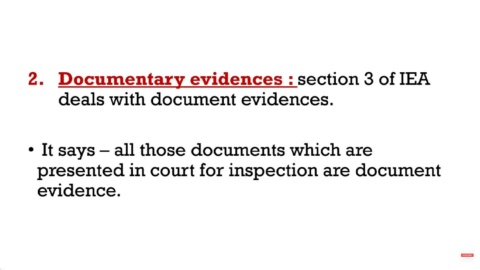 2. Documentary evidences : section 3 of IEA
deals with document evidences.
• It says – all those documents which are
presented in court for inspection are document
evidence.